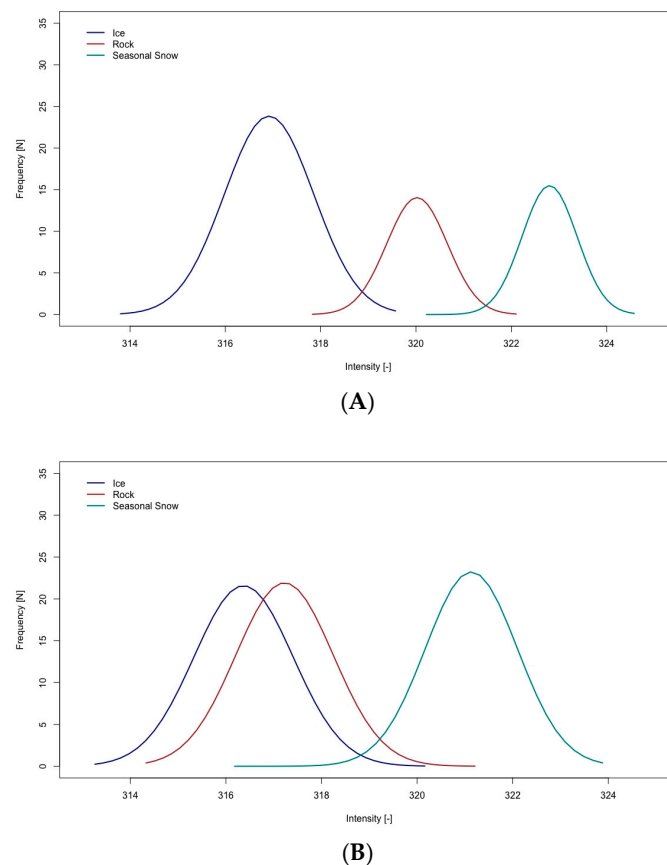 Ice
Rock
Seasonal Snow
Frequency [N]
35
30
25
20
15
10
5
0
314 316 318 320 322 324
Intensity [-]
(A)
Ice
Rock
Seasonal Snow
Frequency [N]
35
30
25
20
15
10
5
0
314 316 318 320 322 324
Intensity [-]
(B)